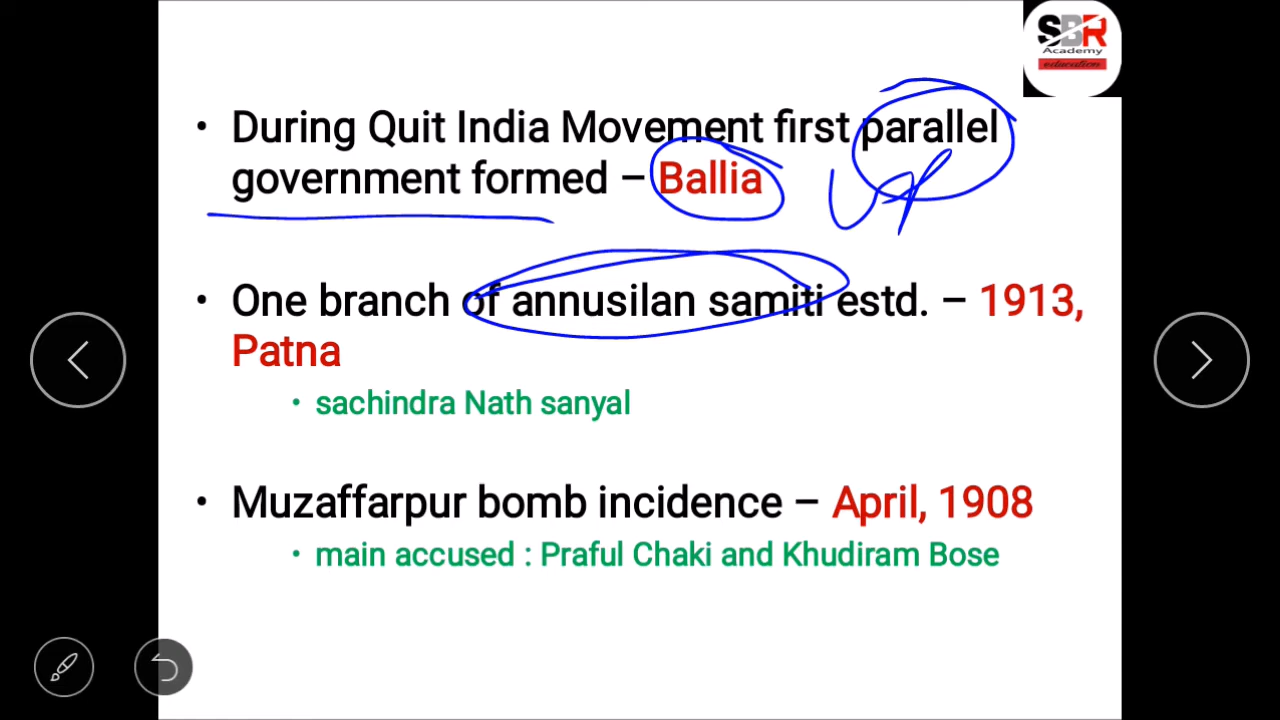 SBR
Academy
education
• During Quit India Movement first parallel
government formed – Ballia
UP
• One branch of annusilan samiti estd. – 1913,
Patna
• sachindra Nath sanyal
• Muzaffarpur bomb incidence – April, 1908
• main accused : Praful Chaki and Khudiram Bose